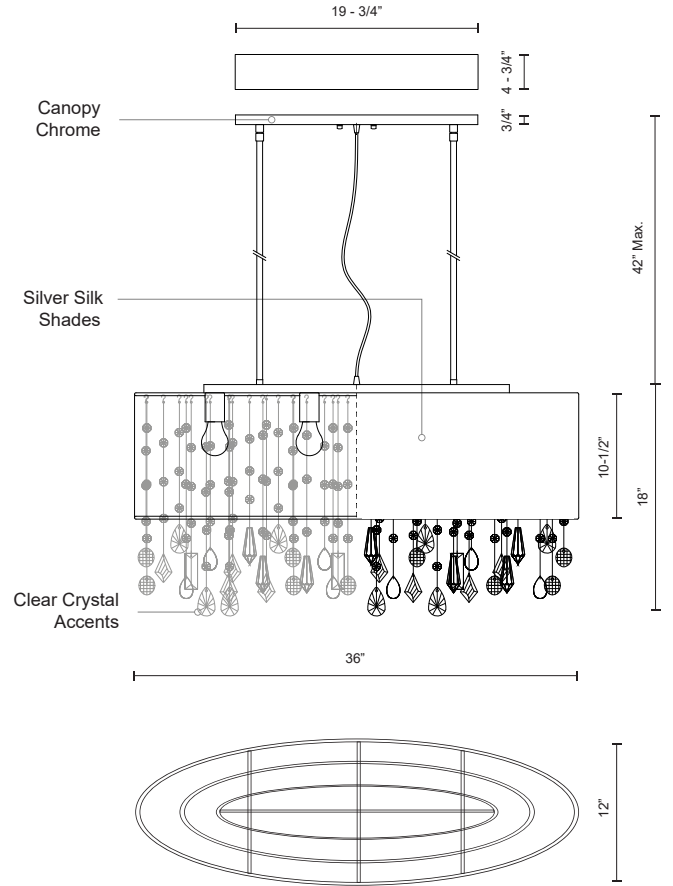 19 - 3/4"
4 - 3/4"
Canopy
Chrome
3/4"
42" Max.
Silver Silk
Shades
10-1/2"
18"
Clear Crystal
Accents
36"
12"